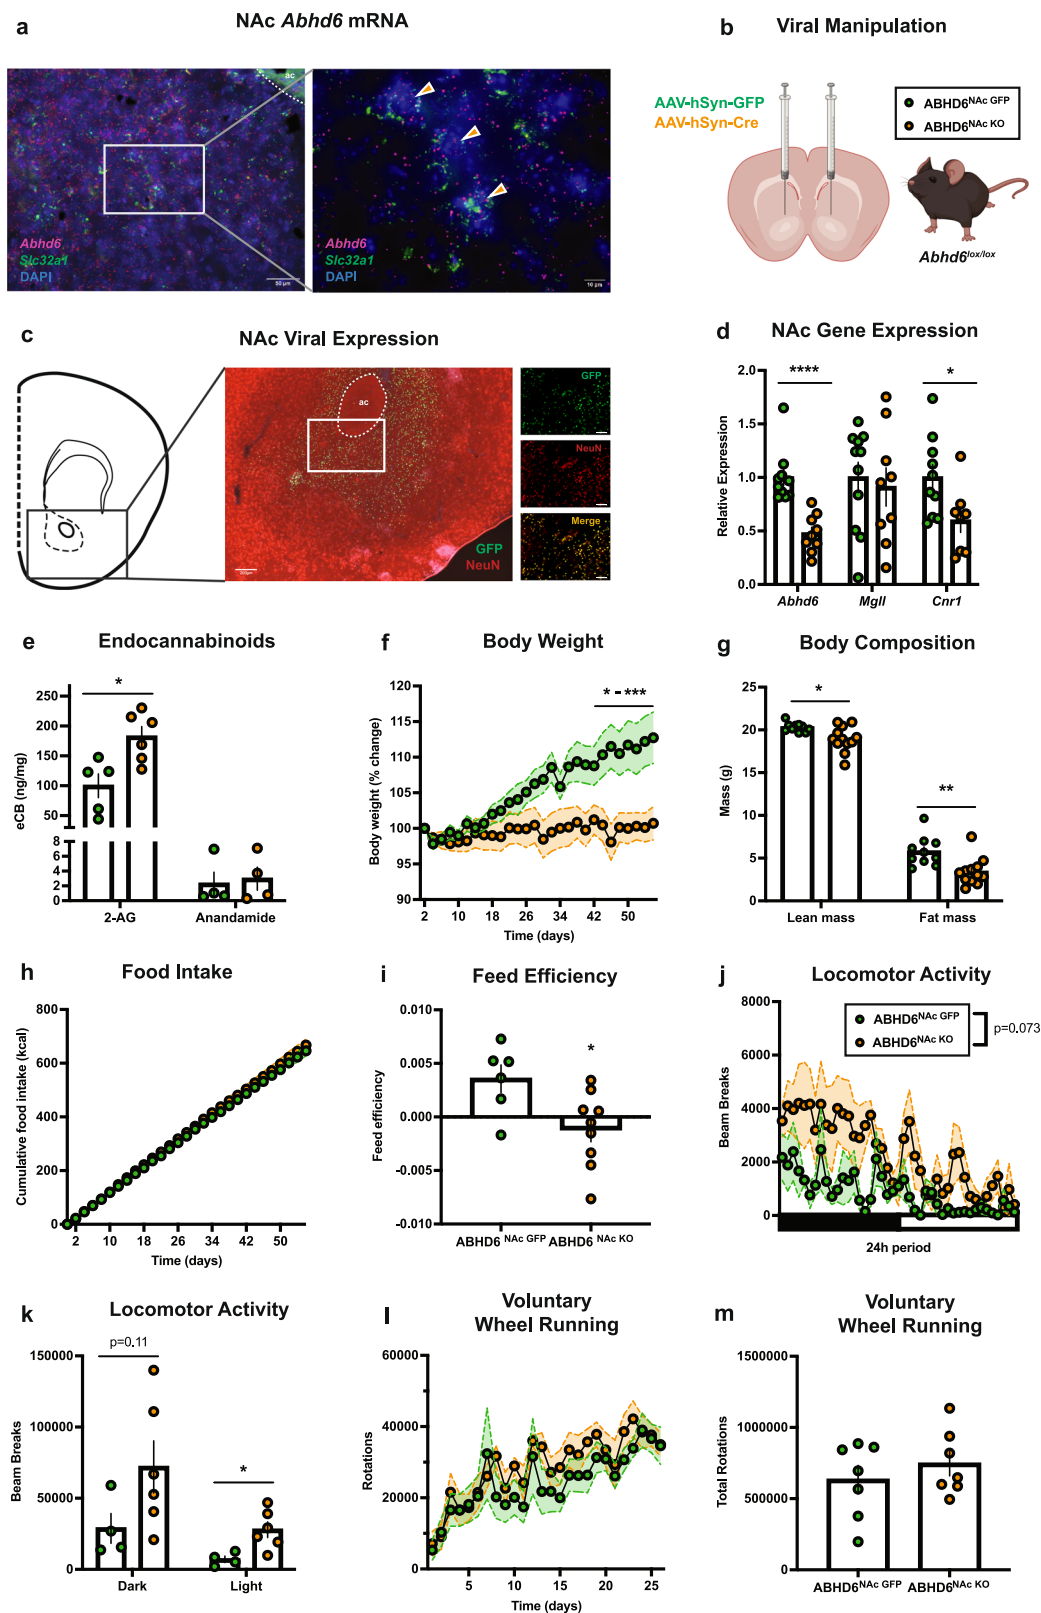 a
NAc Abhd6 mRNA
ac
Abhd6
Slc32a1
DAPI
50 µm
Abhd6
Slc32a1
DAPI
10 µm
b
Viral Manipulation
AAV-hSyn-GFP
AAV-hSyn-Cre
ABHD6NAc GFP
ABHD6NAc KO
Abhd6lox/lox
c
NAc Viral Expression
ac
GFP
NeuN
GFP
NeuN
Merge
d
NAc Gene Expression
Relative Expression
2.0
1.5
1.0
0.5
0.0
****
*
Abhd6 Mgll Cnr1
e
Endocannabinoids
eCB (ng/mg)
250
200
150
100
50
8
6
4
2
0
*
2-AG Anandamide
f
Body Weight
Body weight (% change)
120
115
110
105
100
95
90
* - ***
2 10 18 26 34 42 50
Time (days)
g
Body Composition
Mass (g)
25
20
15
10
5
0
*
**
Lean mass Fat mass
h
Food Intake
Cumulative food intake (kcal)
800
600
400
200
0
2 10 18 26 34 42 50
Time (days)
i
Feed Efficiency
Feed efficiency
0.010
0.005
0.000
-0.005
-0.010
*
ABHD6 NAc GFP ABHD6 NAc KO
j
Locomotor Activity
Beam Breaks
8000
6000
4000
2000
0
ABHD6NAc GFP
ABHD6NAc KO
p=0.073
24h period
k
Locomotor Activity
Beam Breaks
150000
100000
50000
0
p=0.11
*
Dark Light
l
Voluntary
Wheel Running
Rotations
60000
40000
20000
0
5 10 15 20 25
Time (days)
m
Voluntary
Wheel Running
Total Rotations
1500000
1000000
500000
0
ABHD6NAc GFP ABHD6NAc KO